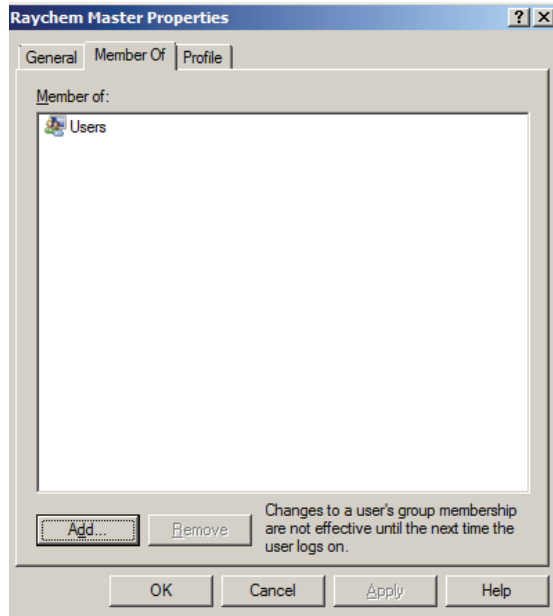 Raychem Master Properties
General Member Of Profile
Member of:
Users
Add... Remove
Changes to a user's group membership
are not effective until the next time the
user logs on.
OK Cancel Apply Help